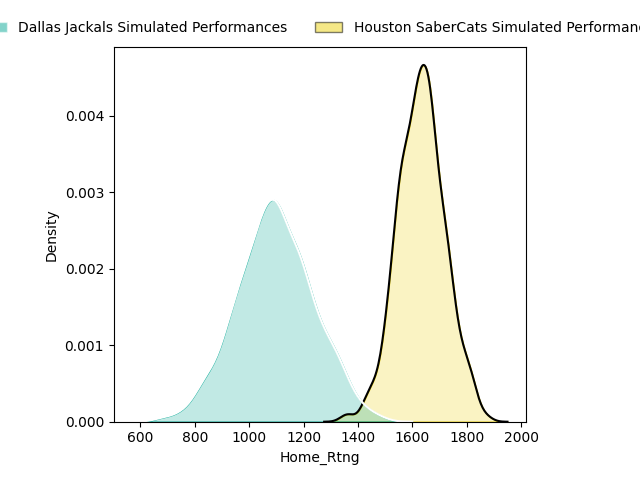 Dallas Jackals Simulated Performances
Houston SaberCats Simulated
0.004
0.003
0.002
0.001
0.000
Density
600 800 1000 1200 1400 1600 1800 2000
Home_Rtng